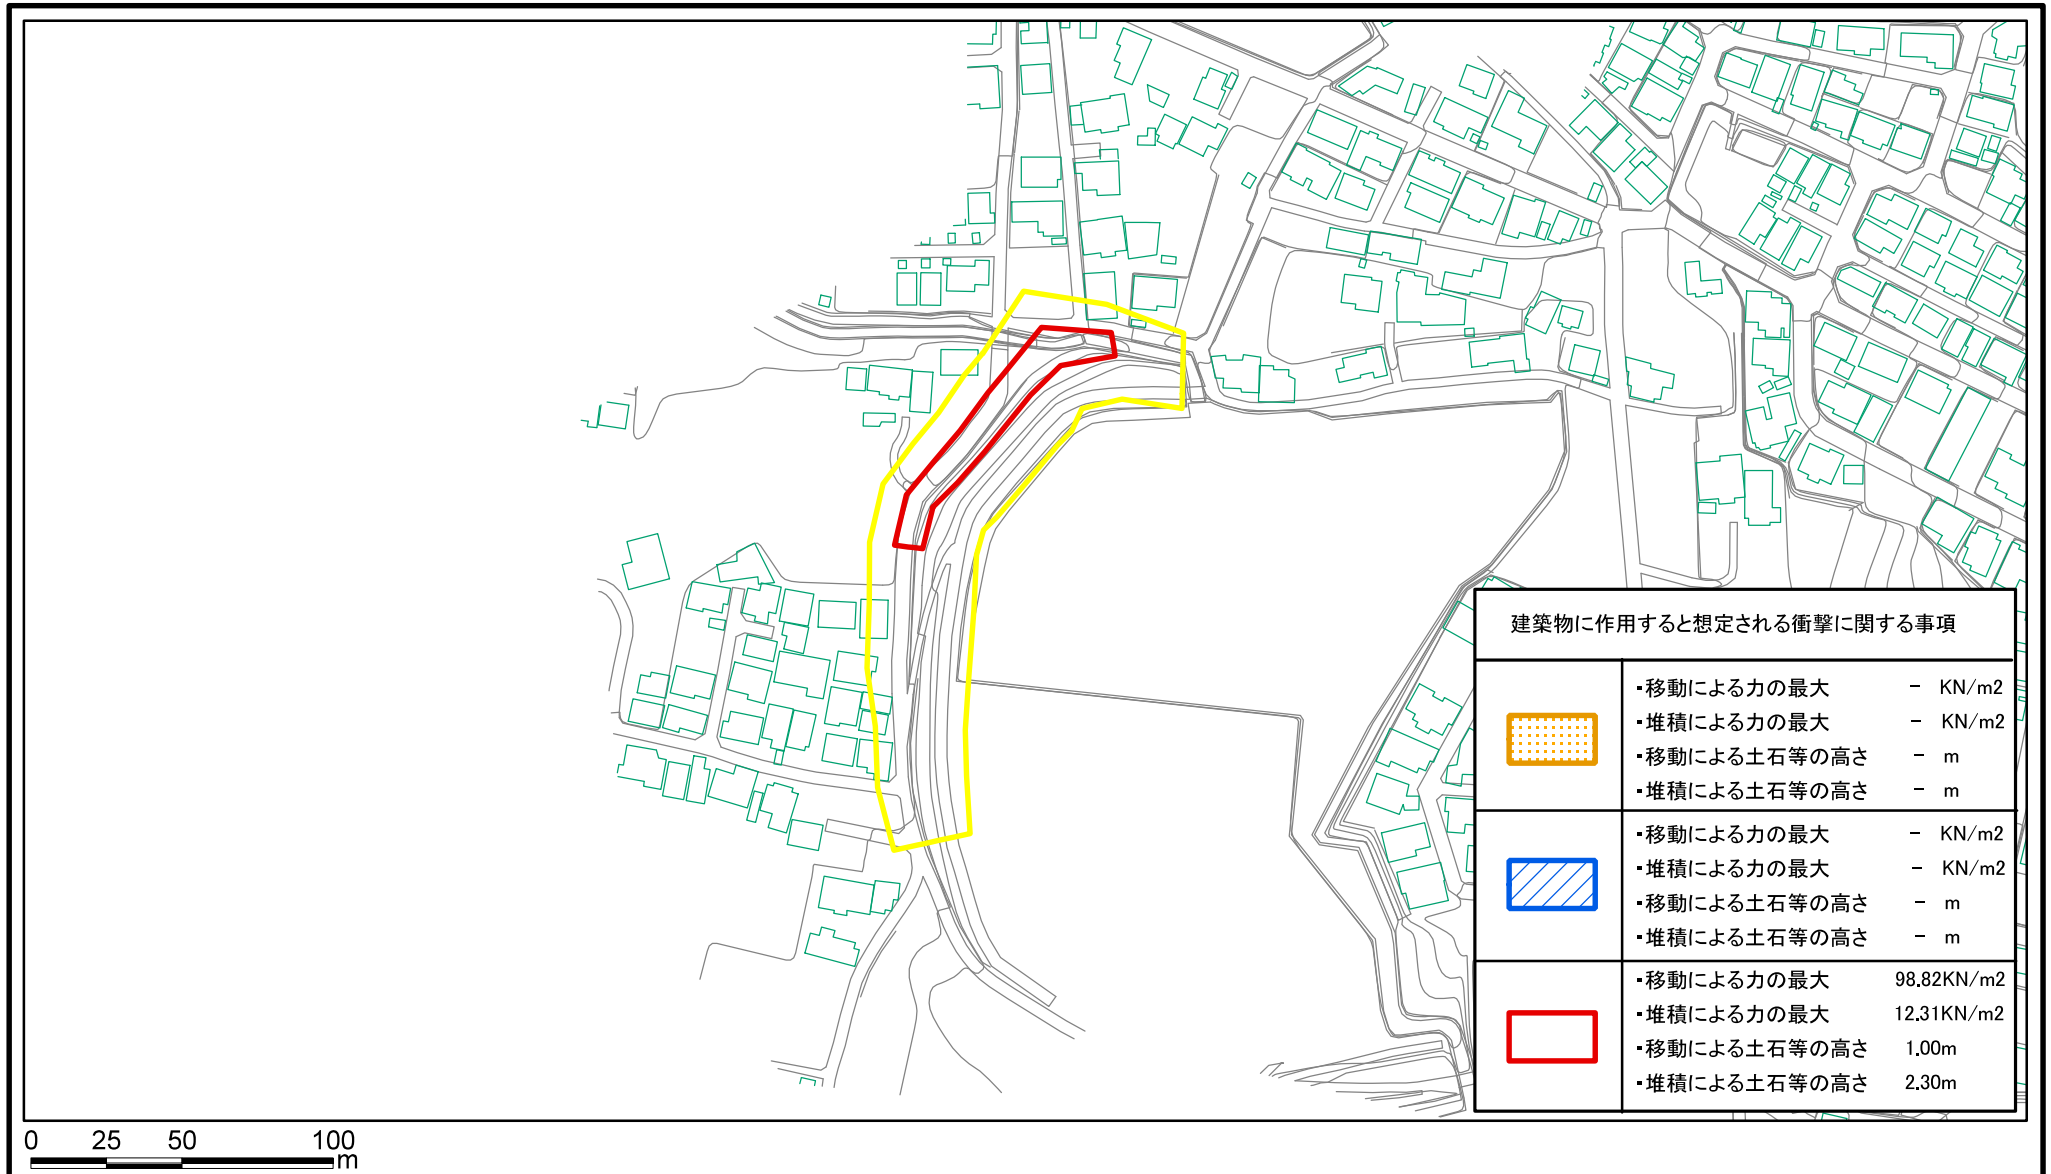 建築物に作用すると想定される衝撃に関する事項
・移動による力の最大 － KN/m2
・堆積による力の最大 － KN/m2
・移動による土石等の高さ － m
・堆積による土石等の高さ － m
・移動による力の最大 － KN/m2
・堆積による力の最大 － KN/m2
・移動による土石等の高さ － m
・堆積による土石等の高さ － m
・移動による力の最大 98.82KN/m2
・堆積による力の最大 12.31KN/m2
・移動による土石等の高さ 1.00m
・堆積による土石等の高さ 2.30m
0 25 50 100
m